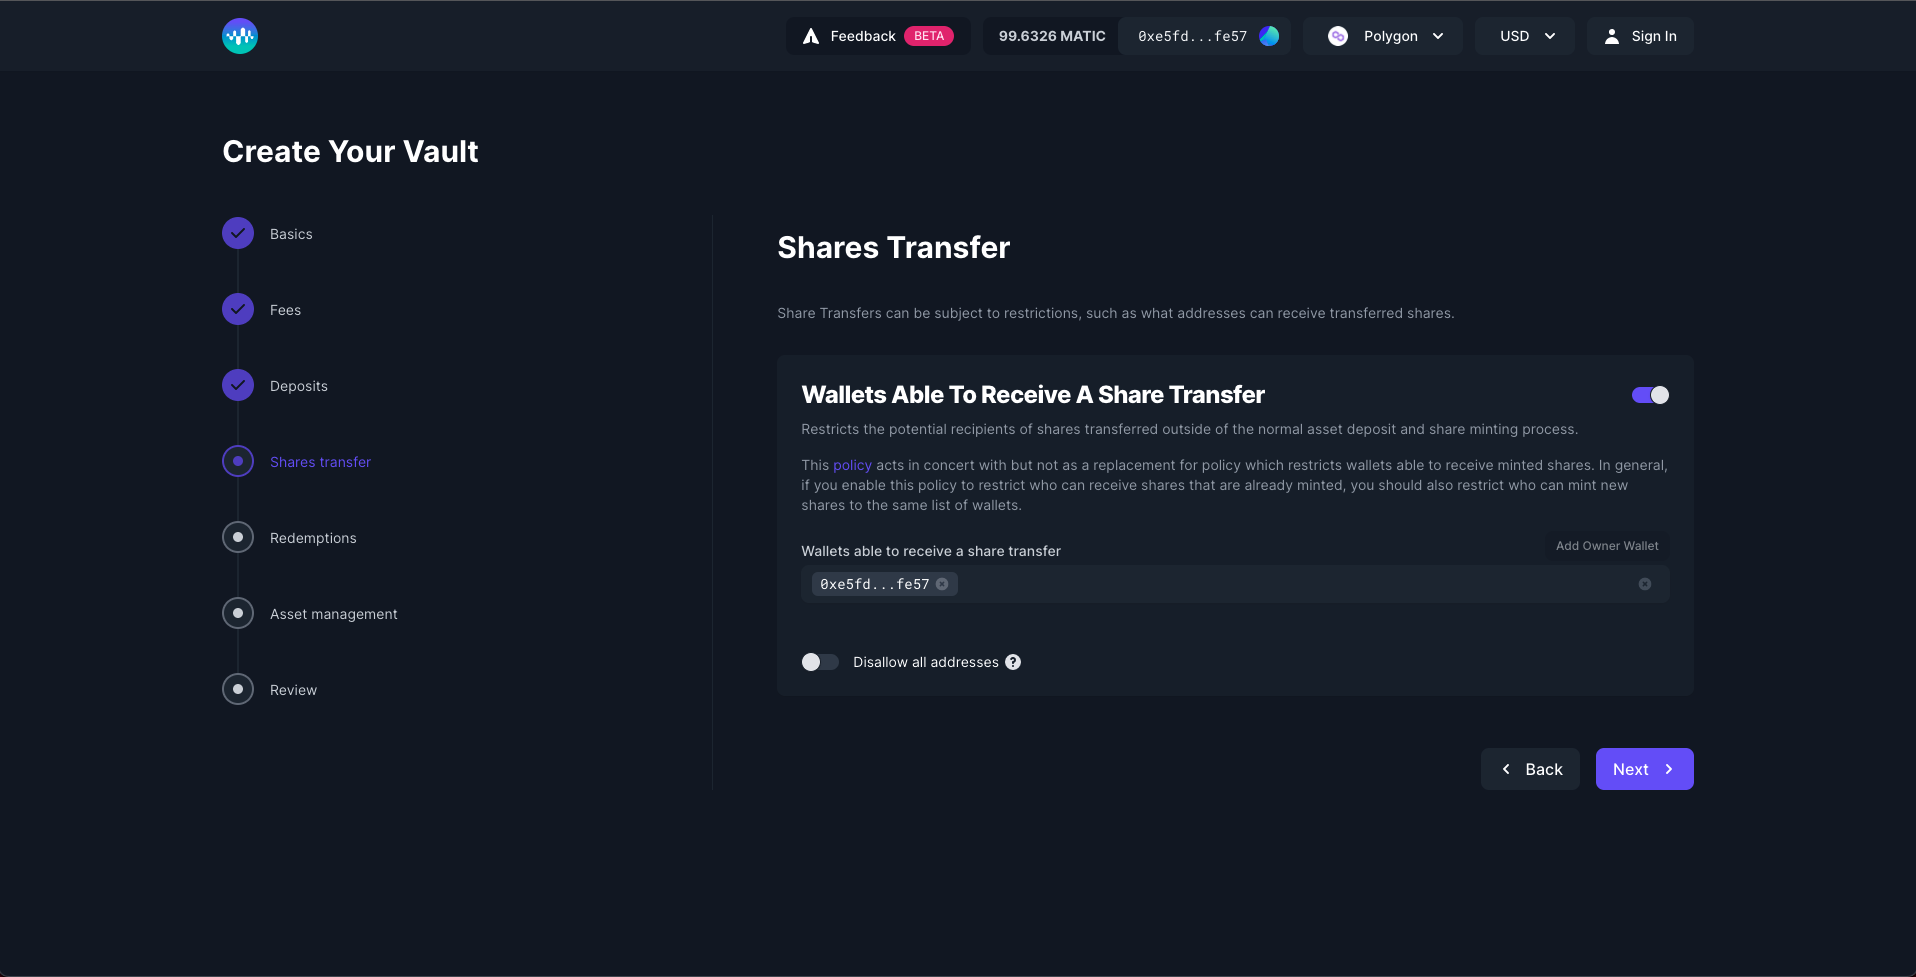 Feedback BETA 99.6326 MATIC 0xe5fd...fe57 Polygon USD Sign In
Create Your Vault
Basics
Fees
Deposits
Shares transfer
Redemptions
Asset management
Review
Shares Transfer
Share Transfers can be subject to restrictions, such as what addresses can receive transferred shares.
Wallets Able To Receive A Share Transfer
Restricts the potential recipients of shares transferred outside of the normal asset deposit and share minting process.
This policy acts in concert with but not as a replacement for policy which restricts wallets able to receive minted shares. In general,
if you enable this policy to restrict who can receive shares that are already minted, you should also restrict who can mint new
shares to the same list of wallets.
Wallets able to receive a share transfer
Add Owner Wallet
0xe5fd...fe57
Disallow all addresses ?
Back
Next